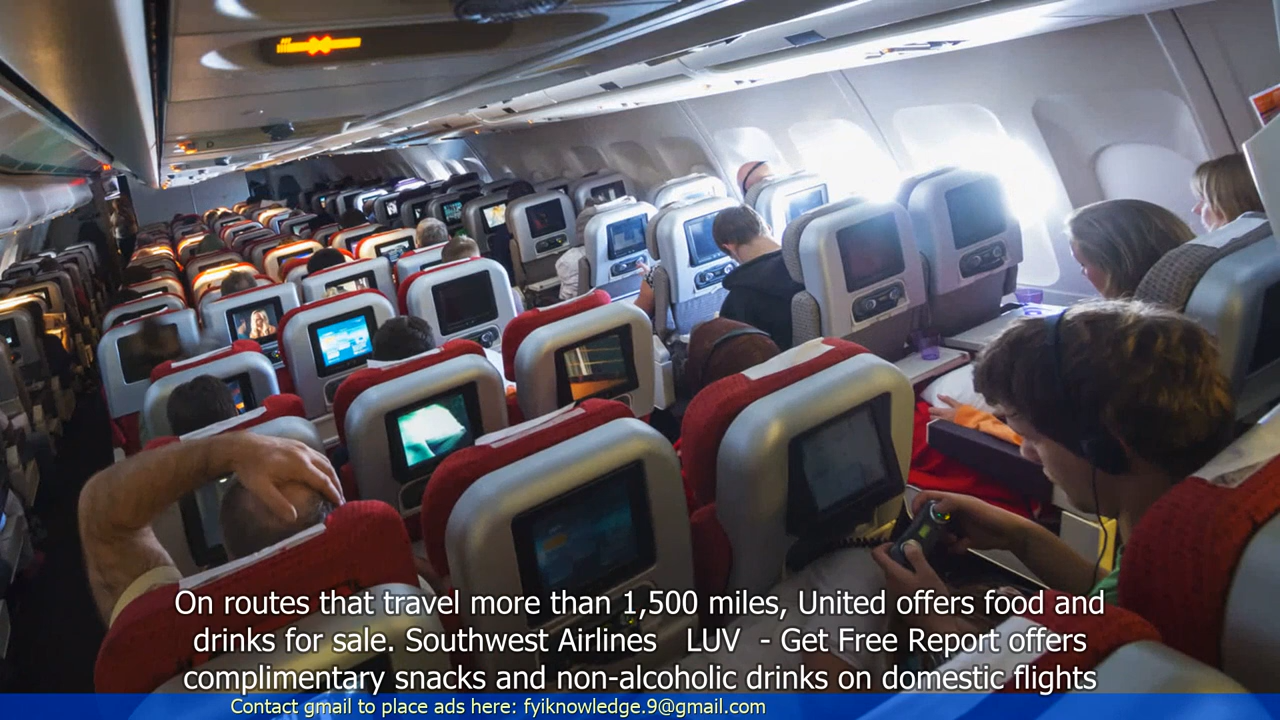 On routes that travel more than 1,500 miles, United offers food and
drinks for sale. Southwest Airlines   LUV  - Get Free Report offers
complimentary snacks and non-alcoholic drinks on domestic flights
Contact gmail to place ads here: fyiknowledge.9@gmail.com